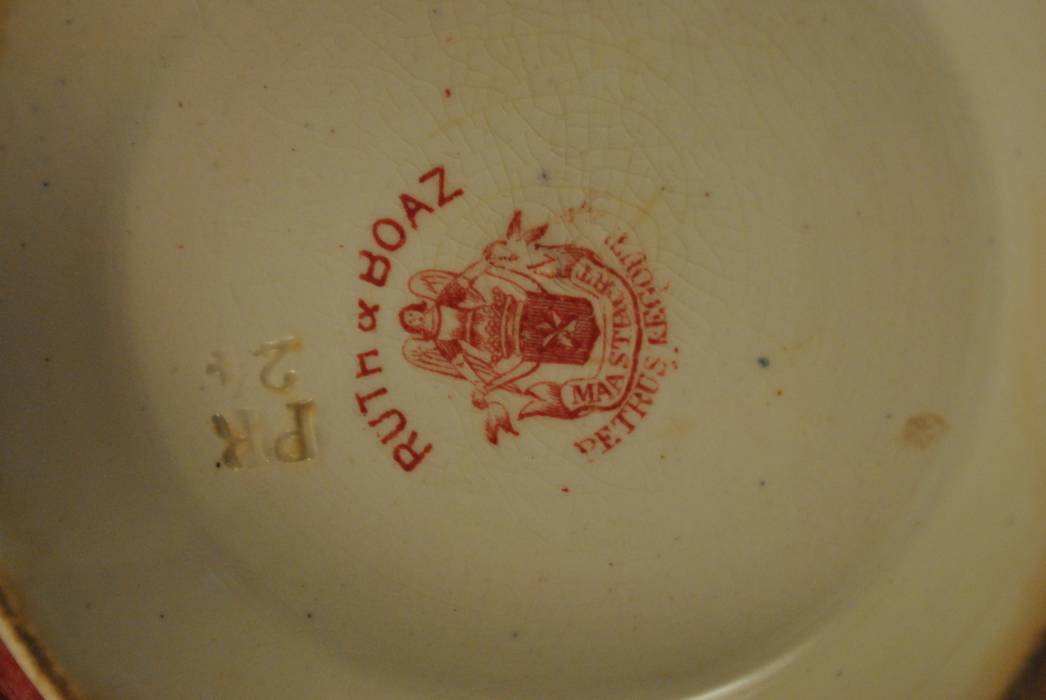 RUTH & BOAZ
MAASTRICHT
PETRUS REGOUT
PR
2